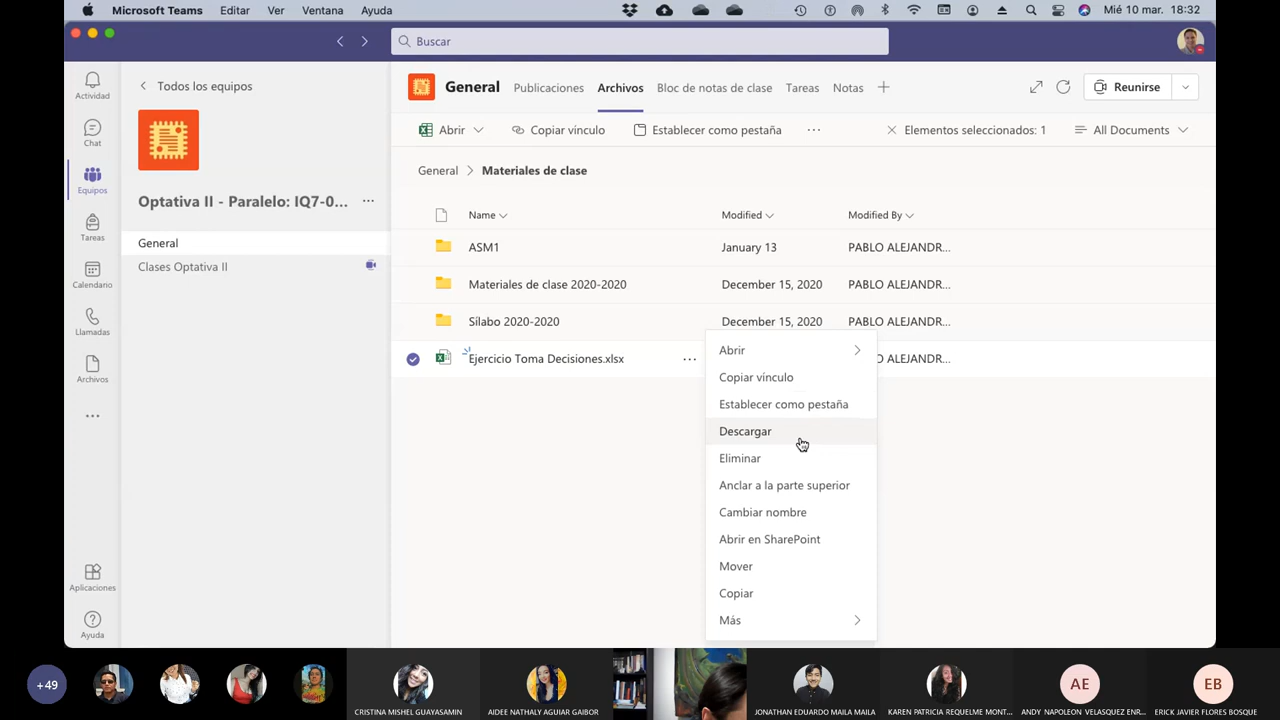 Microsoft Teams Editar Ver Ventana Ayuda Mié 10 mar. 18:32
Buscar
Actividad
Chat
Equipos
Tareas
Calendario
Llamadas
Archivos
Aplicaciones
Ayuda
Todos los equipos
Optativa II - Paralelo: IQ7-0...
General
Clases Optativa II
General Publicaciones Archivos Bloc de notas de clase Tareas Notas Reunirse
Abrir Copiar vínculo Establecer como pestaña Elementos seleccionados: 1 All Documents
General Materiales de clase
Name Modified Modified By
ASM1 January 13 PABLO ALEJANDR...
Materiales de clase 2020-2020 December 15, 2020 PABLO ALEJANDR...
Sílabo 2020-2020 December 15, 2020 PABLO ALEJANDR...
Ejercicio Toma Decisiones.xlsx PABLO ALEJANDR...
Abrir
Copiar vínculo
Establecer como pestaña
Descargar
Eliminar
Anclar a la parte superior
Cambiar nombre
Abrir en SharePoint
Mover
Copiar
Más
+49 AE EB
CRISTINA MISHEL GUAYASAMIN AIDEE NATHALY AGUIAR GAIBOR JONATHAN EDUARDO MAILA MAILA KAREN PATRICIA REQUELME MONT... ANDY NAPOLEON VELASQUEZ ENR... ERICK JAVIER FLORES BOSQUE